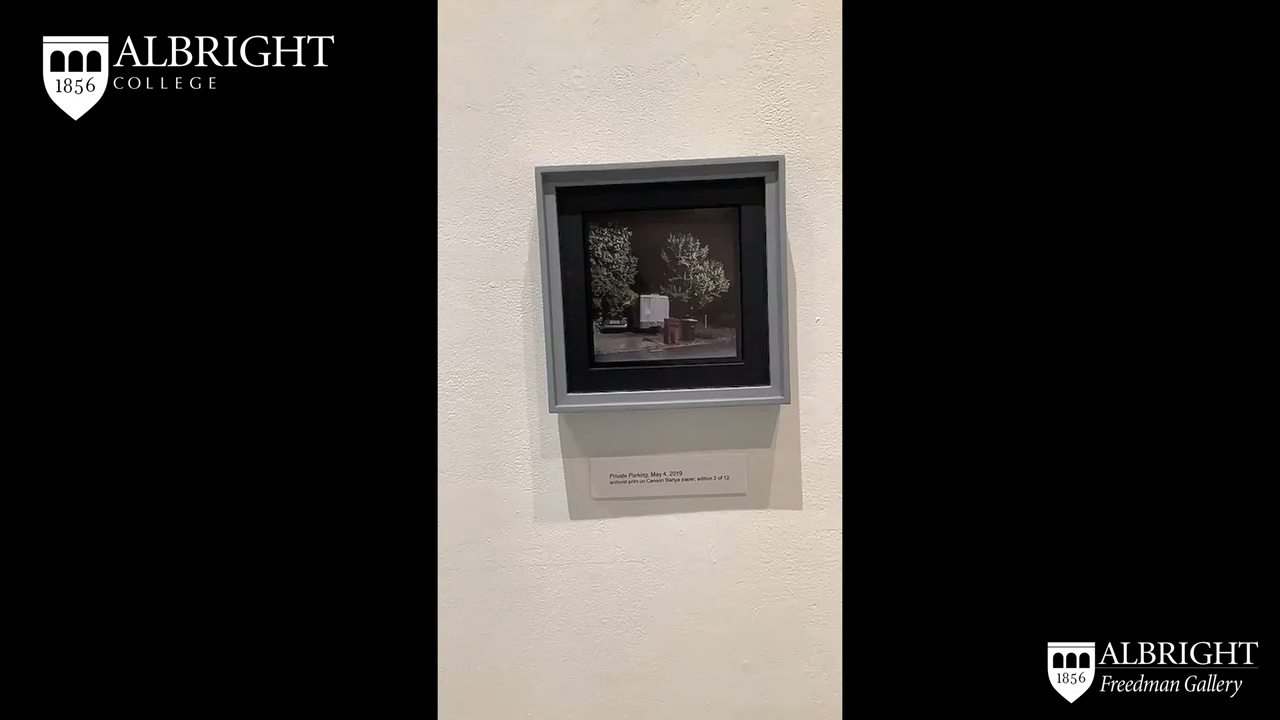 ALBRIGHT
COLLEGE
1856
Private Parking, May 4, 2019
archival print on Canson Bartya paper, edition 2 of 12
ALBRIGHT
1856
Freedman Gallery